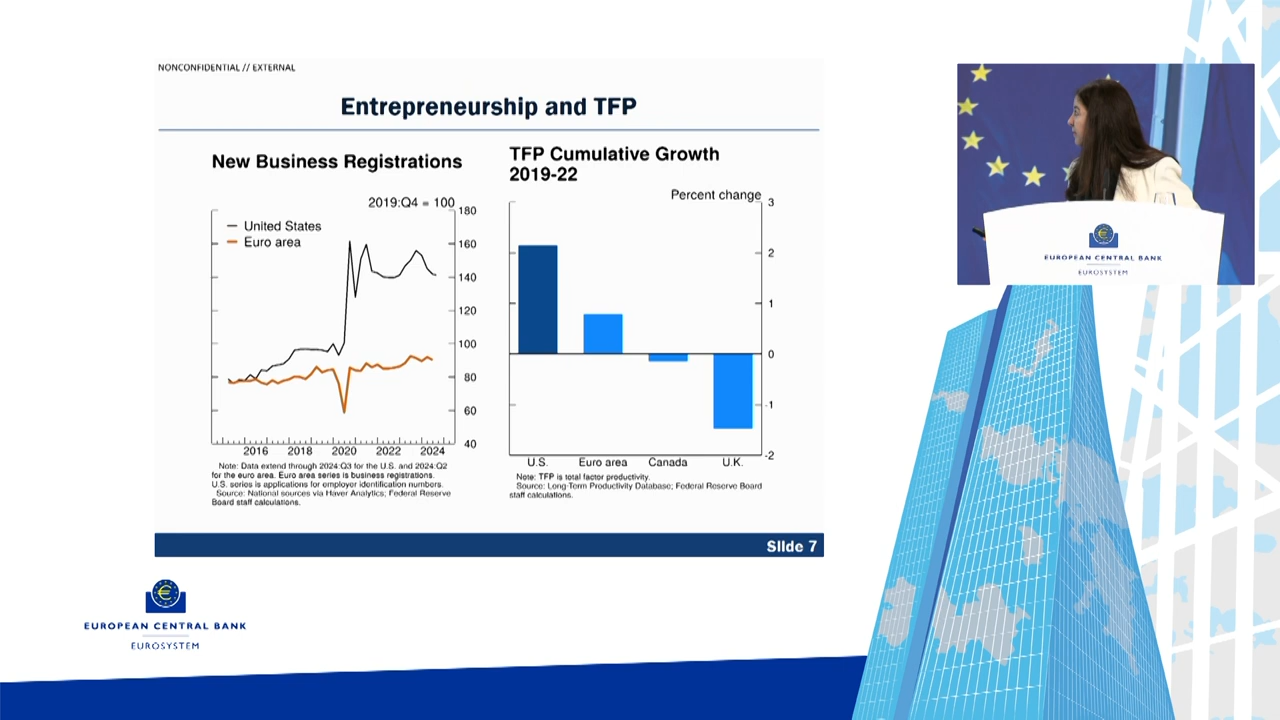 NONCONFIDENTIAL // EXTERNAL
Entrepreneurship and TFP
New Business Registrations
2019:Q4 = 100
United States
Euro area
180
160
140
120
100
80
60
40
2016 2018 2020 2022 2024
Note: Data extend through 2024:Q3 for the U.S. and 2024:Q2
for the euro area. Euro area series is business registrations.
U.S. series is applications for employer identification numbers.
Source: National sources via Haver Analytics; Federal Reserve
Board staff calculations.
TFP Cumulative Growth
2019-22
Percent change
3
2
1
0
-1
-2
U.S. Euro area Canada U.K.
Note: TFP is total factor productivity.
Source: Long-Term Productivity Database; Federal Reserve Board
staff calculations.
Slide 7
EUROPEAN CENTRAL BANK
EUROSYSTEM
EUROPEAN CENTRAL BANK
EUROSYSTEM